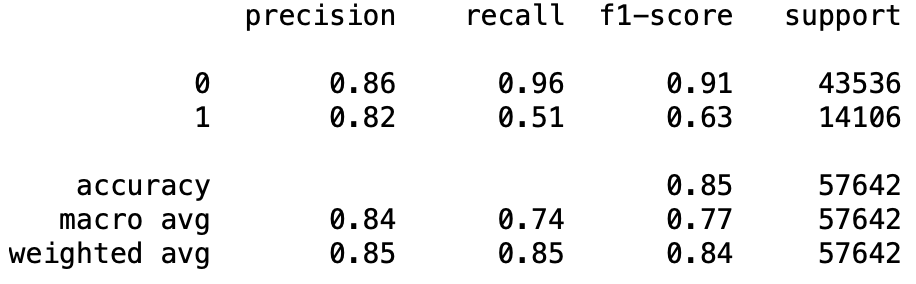 precision recall f1-score support
0 0.86 0.96 0.91 43536
1 0.82 0.51 0.63 14106
accuracy 0.85 57642
macro avg 0.84 0.74 0.77 57642
weighted avg 0.85 0.85 0.84 57642